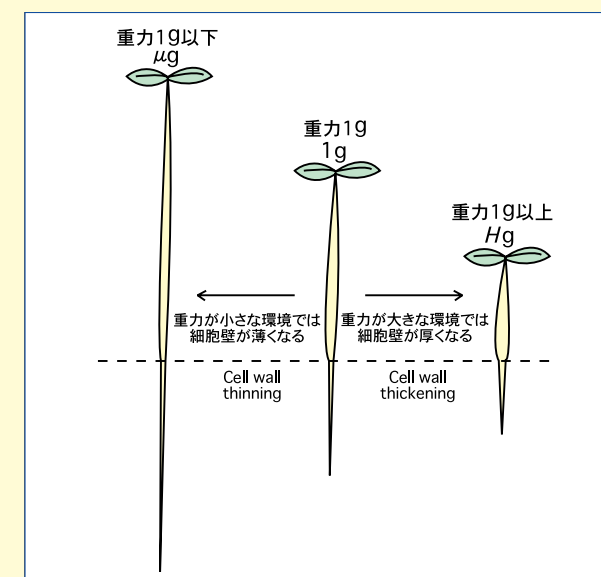 重力1g以下
μg
重力1g
1g
重力1g以上
Hg
重力が小さな環境では
細胞壁が薄くなる
重力が大きな環境では
細胞壁が厚くなる
Cell wall
thinning
Cell wall
thickening